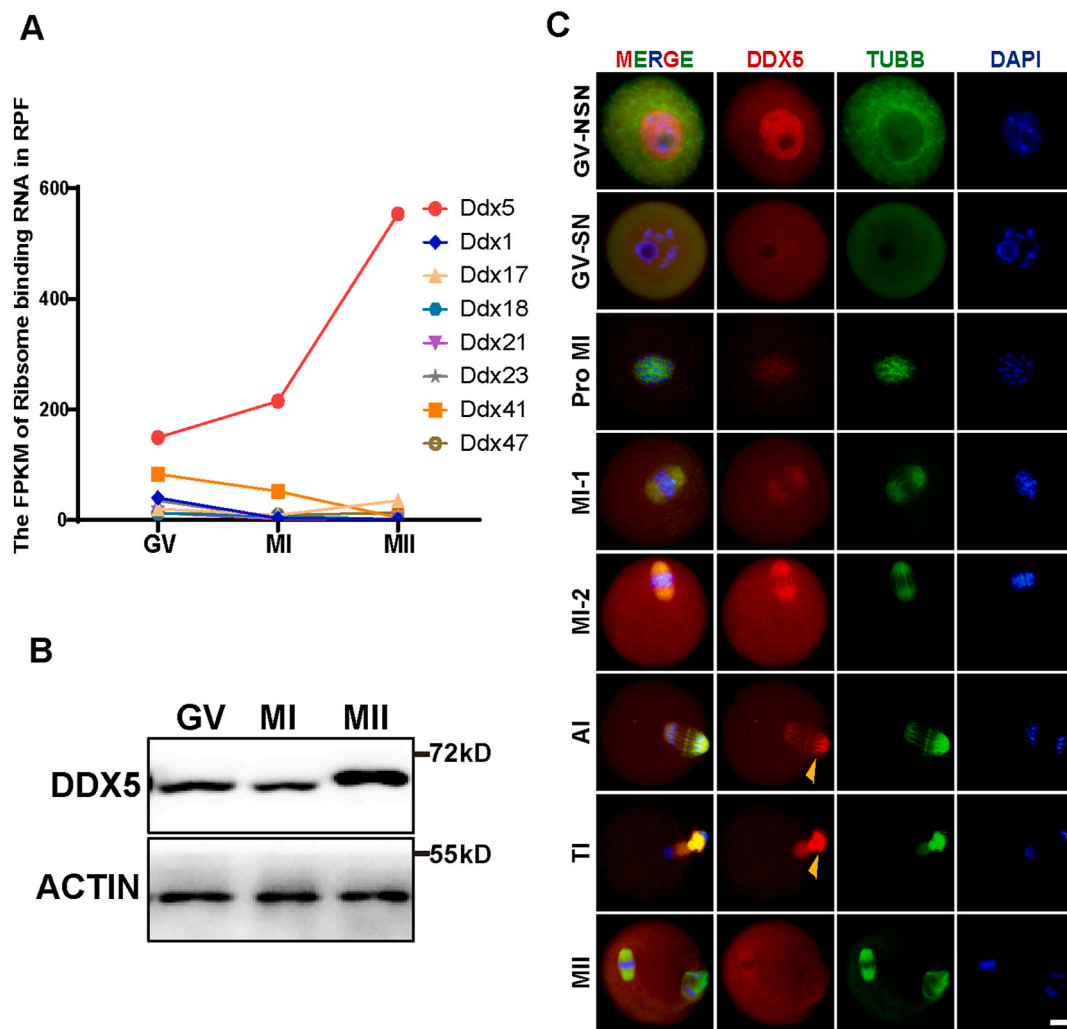 A
The FPKM of Ribsome binding RNA in RPF
600
400
200
0
GV MI MII
Ddx5
Ddx1
Ddx17
Ddx18
Ddx21
Ddx23
Ddx41
Ddx47
B
GV MI MII
DDX5
72kD
ACTIN
55kD
C
MERGE DDX5 TUBB DAPI
GV-NSN
GV-SN
Pro MI
MI-1
MI-2
AI
TI
MII